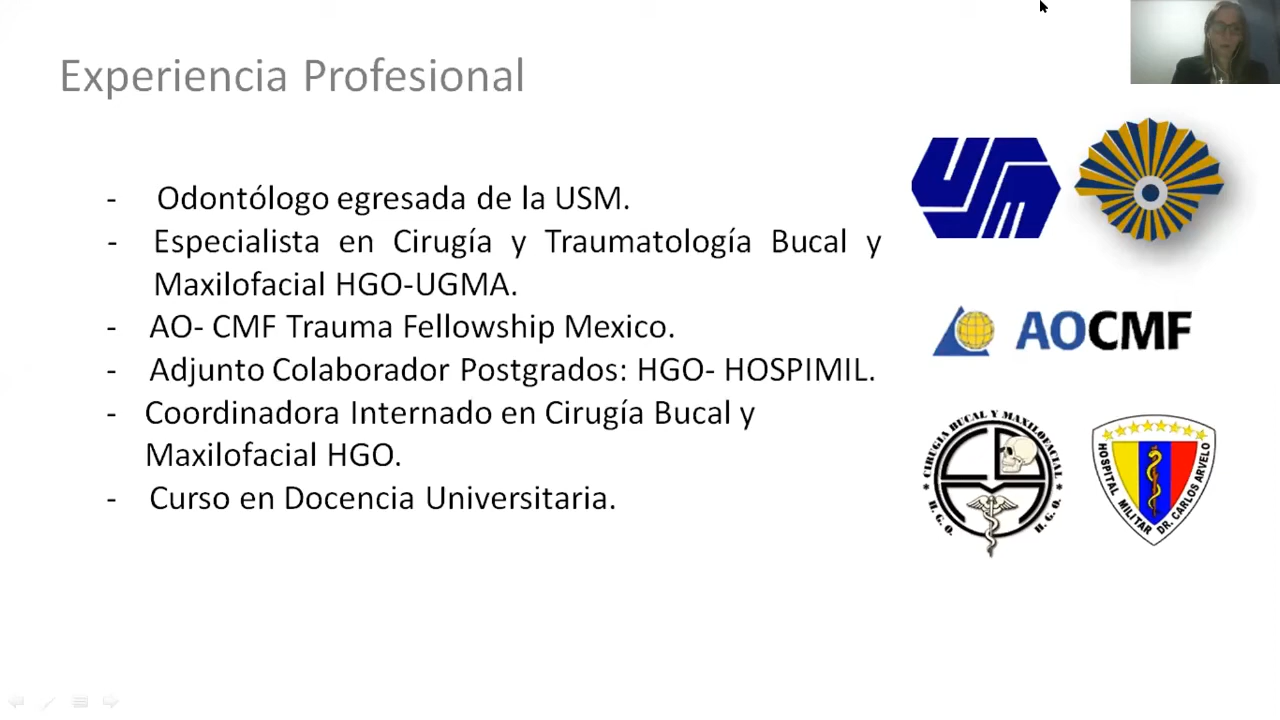 Experiencia Profesional
- Odontólogo egresada de la USM.
- Especialista en Cirugía y Traumatología Bucal y
Maxilofacial HGO-UGMA.
- AO- CMF Trauma Fellowship Mexico.
- Adjunto Colaborador Postgrados: HGO- HOSPIMIL.
- Coordinadora Internado en Cirugía Bucal y
Maxilofacial HGO.
- Curso en Docencia Universitaria.
USM
AOCMF
CIRUGIA BUCAL Y MAXILOFACIAL
H. G. O.
H. G. O.
HOSPITAL MILITAR DR. CARLOS ARVELO